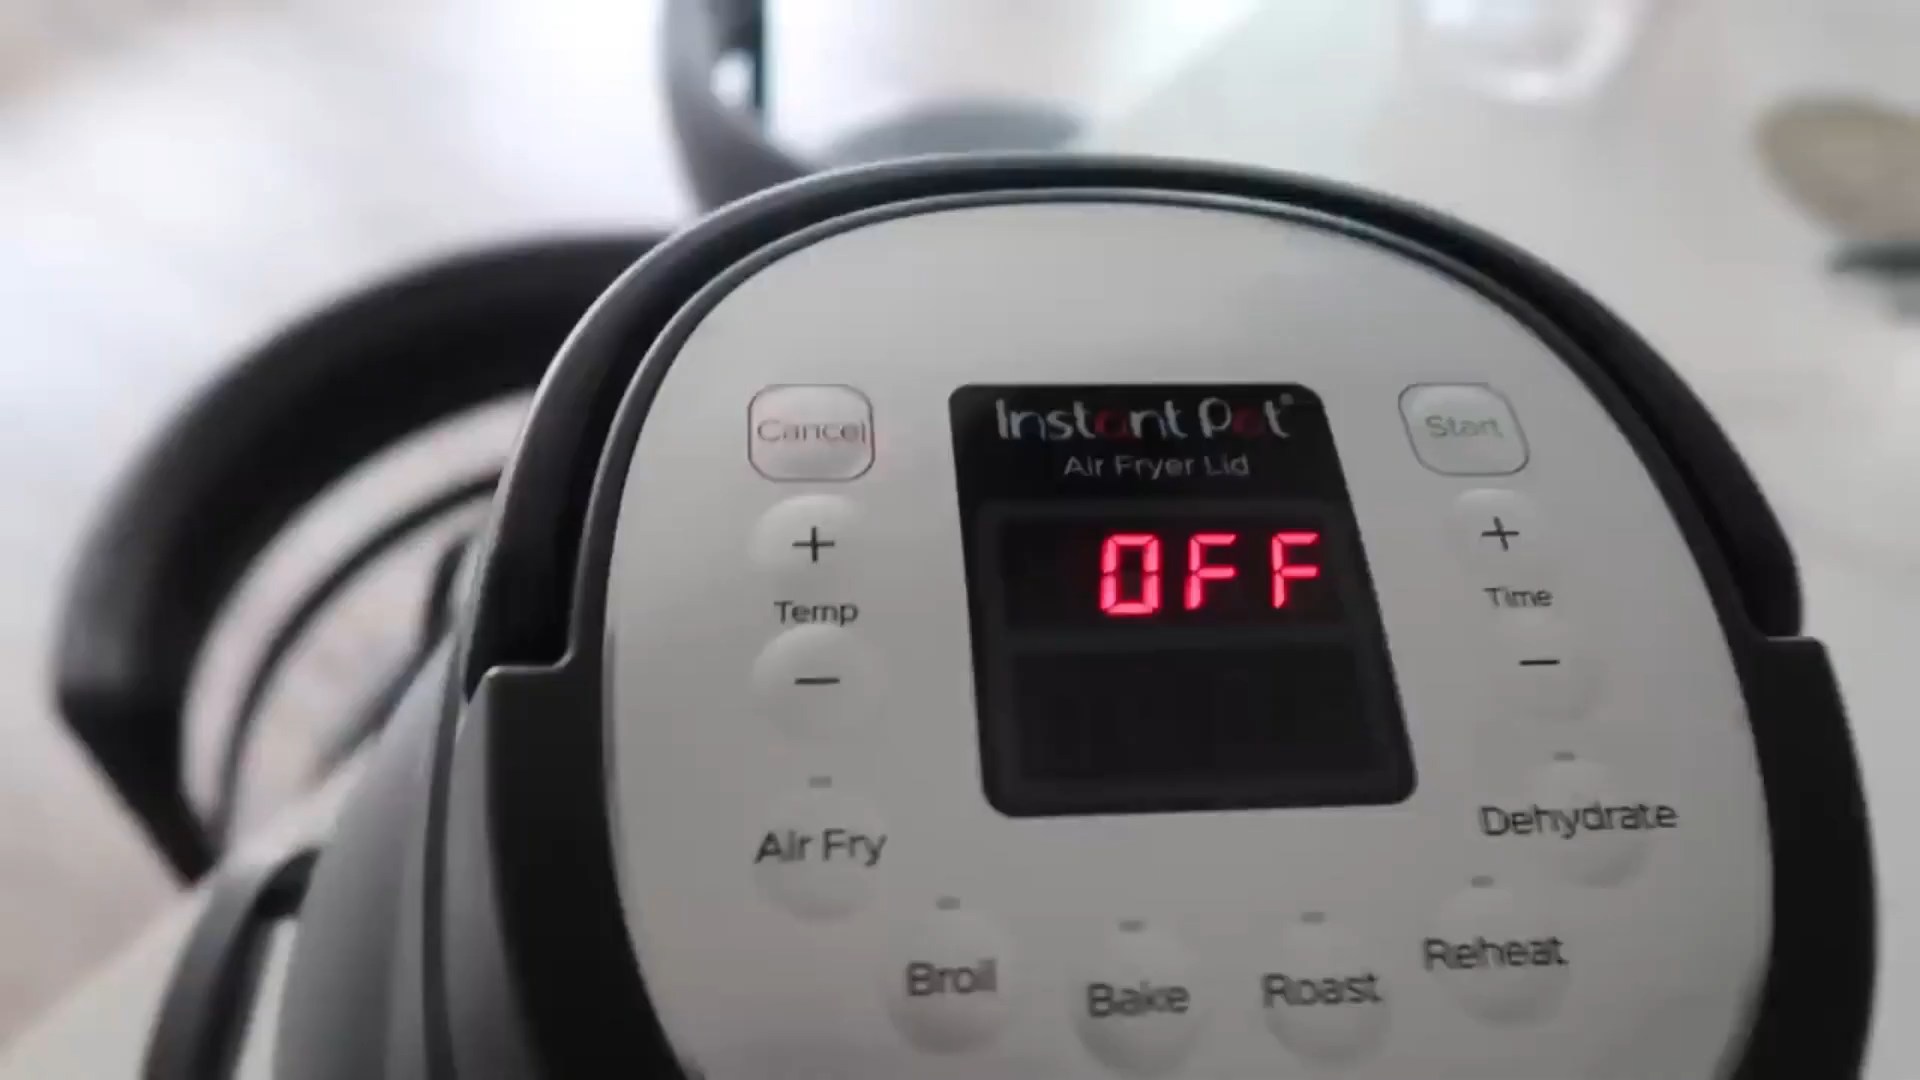 Instant Pot®
Air Fryer Lid
Cancel
Start
OFF
+
+
Temp
Time
−
−
Air Fry
Broil
Bake
Roast
Reheat
Dehydrate